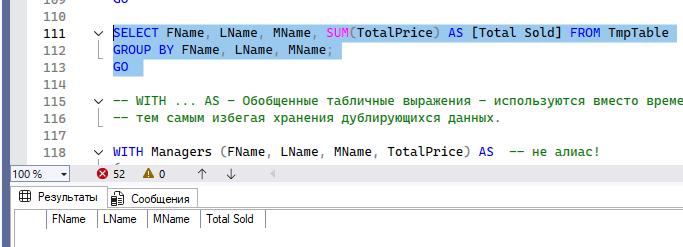 109 GO
110
111 SELECT FName, LName, MName, SUM(TotalPrice) AS [Total Sold] FROM TmpTable
112 GROUP BY FName, LName, MName;
113 GO
114
115 -- WITH ... AS - Обобщенные табличные выражения - используются вместо
116 -- тем самым избегая хранения дублирующихся данных.
117
118 WITH Managers (FName, LName, MName, TotalPrice) AS -- не алиас!
100 %
52
0
Результаты Сообщения
FName LName MName Total Sold